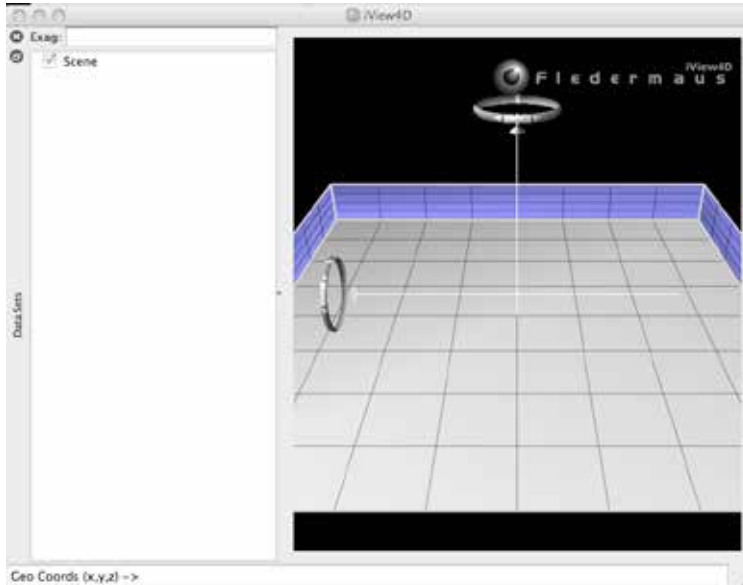 iView4D
Exag:
Scene
iView4D
Fledermaus
Data Sets
Geo Coords (x,y,z) ->